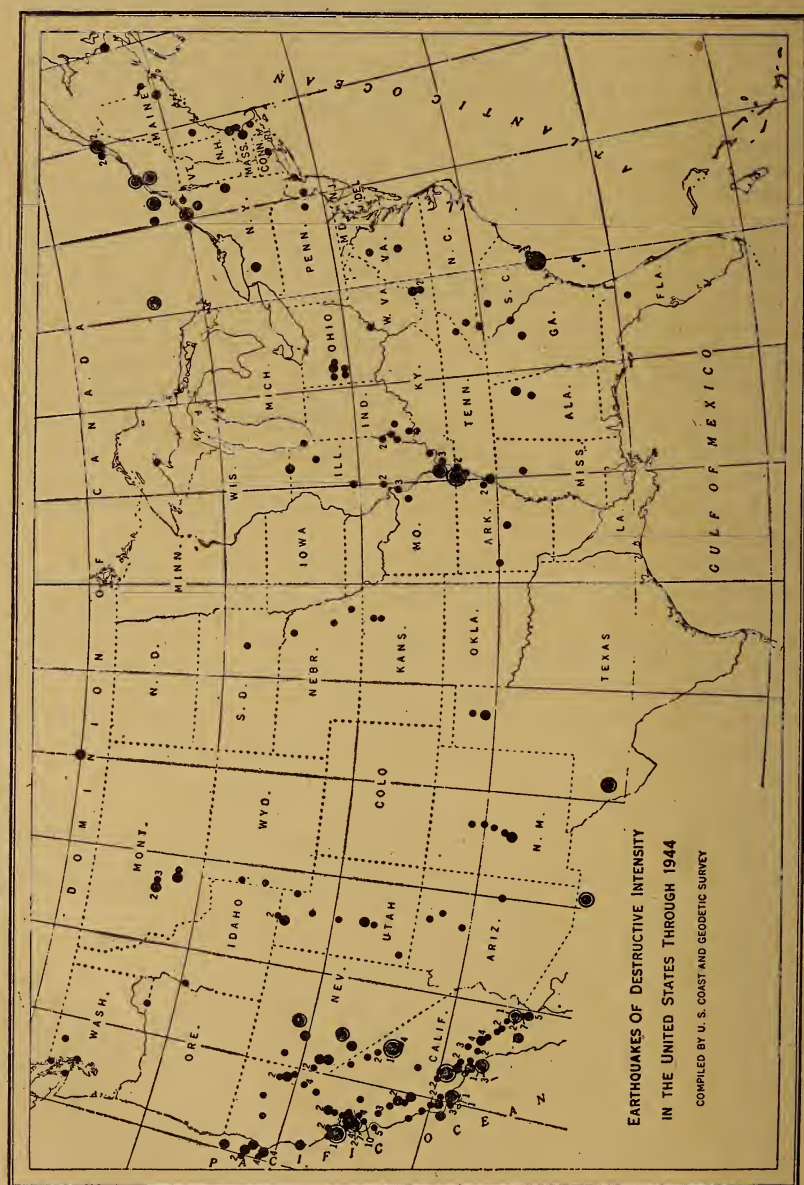 DOMINION OF CANADA
WASH.
MONT.
N. D.
MINN.
ORE.
IDAHO
WYO.
S. D.
WIS.
MICH.
N. Y.
VT.
N.H.
MAINE
MASS.
CONN.
R.I.
NEBR.
IOWA
ILL.
IND.
OHIO
PENN.
N.J.
MD.
DEL.
NEV.
UTAH
COLO
KANS.
MO.
KY.
W. VA.
VA.
CALIF.
ARIZ.
N. M.
OKLA.
ARK.
TENN.
N. C.
S. C.
TEXAS
LA.
MISS.
ALA.
GA.
FLA.
PACIFIC
OCEAN
ATLANTIC
OCEAN
GULF OF MEXICO
EARTHQUAKES OF DESTRUCTIVE INTENSITY
IN THE UNITED STATES THROUGH 1944
COMPILED BY U. S. COAST AND GEODETIC SURVEY